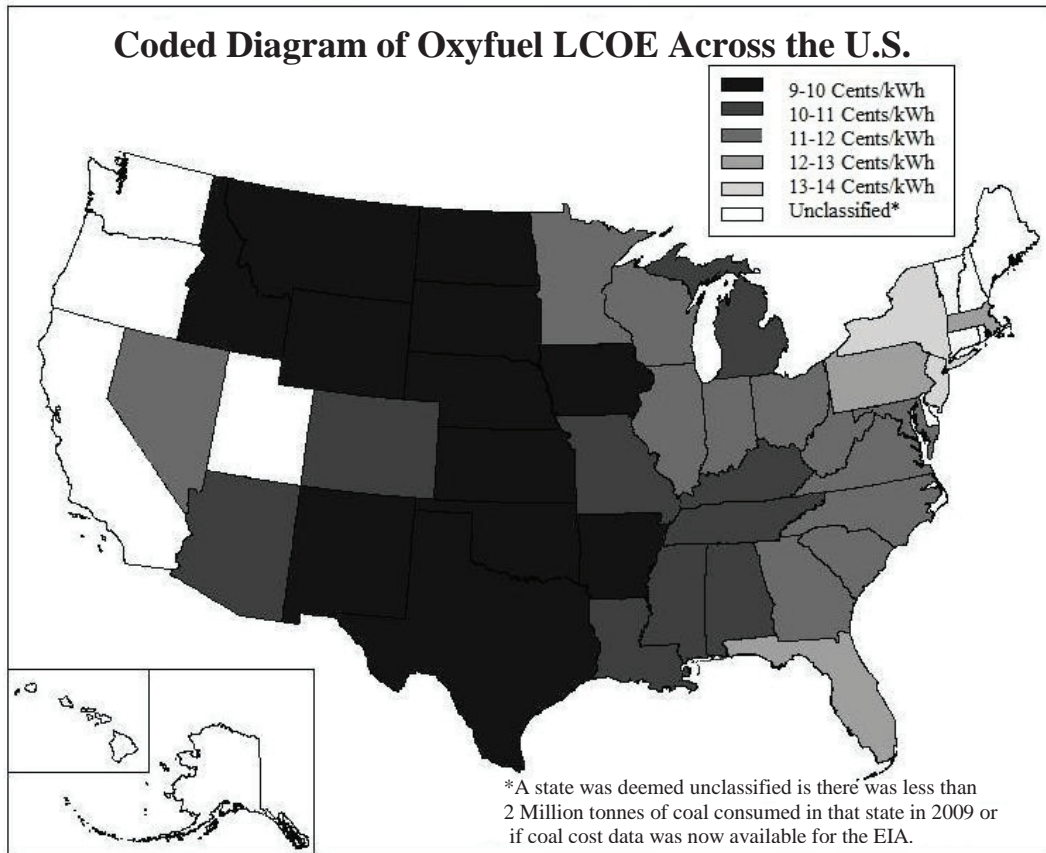 Coded Diagram of Oxyfuel LCOE Across the U.S.
9-10 Cents/kWh
10-11 Cents/kWh
11-12 Cents/kWh
12-13 Cents/kWh
13-14 Cents/kWh
Unclassified*
*A state was deemed unclassified is there was less than
2 Million tonnes of coal consumed in that state in 2009 or
if coal cost data was now available for the EIA.